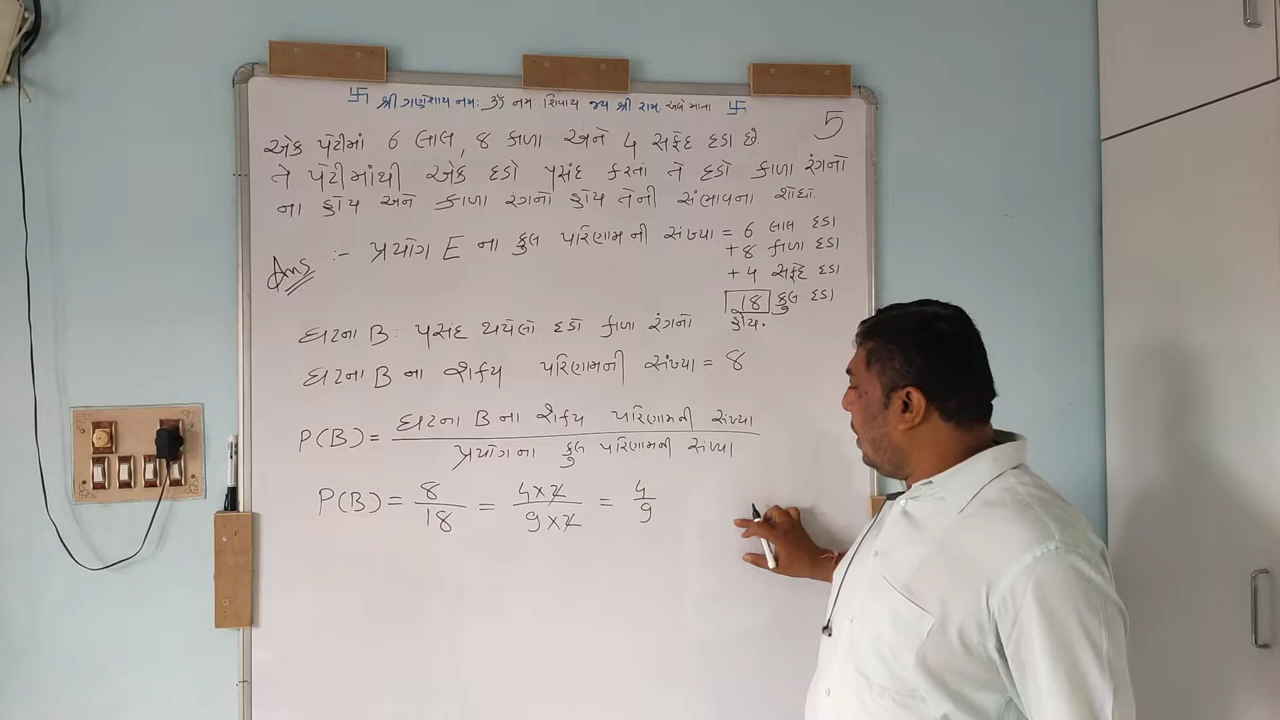 卐 શ્રી ગણેશાય નમઃ ૐ નમઃ શિવાય જય શ્રી રામ. અંબે માતા 卐
5
એક પેટીમાં 6 લાલ, 8 કાળા અને 4 સફેદ દડા છે.
તે પેટીમાંથી એક દડો પસંદ કરતાં તે દડો કાળા રંગનો
ના હોય અને કાળા રંગનો હોય તેની સંભાવના શોધો.
Ans :- પ્રયોગ E ના કુલ પરિણામ ની સંખ્યા = 6 લાલ દડા
+ 8 કાળા દડા
+ 4 સફેદ દડા
18 કુલ દડા
ઘટના B : પસંદ થયેલો દડો કાળા રંગનો હોય.
ઘટના B ના શક્ય પરિણામની સંખ્યા = 8
P(B) = ઘટના B ના શક્ય પરિણામની સંખ્યા
પ્રયોગના કુલ પરિણામની સંખ્યા
P(B) = 8/18 = 4×2/9×2 = 4/9